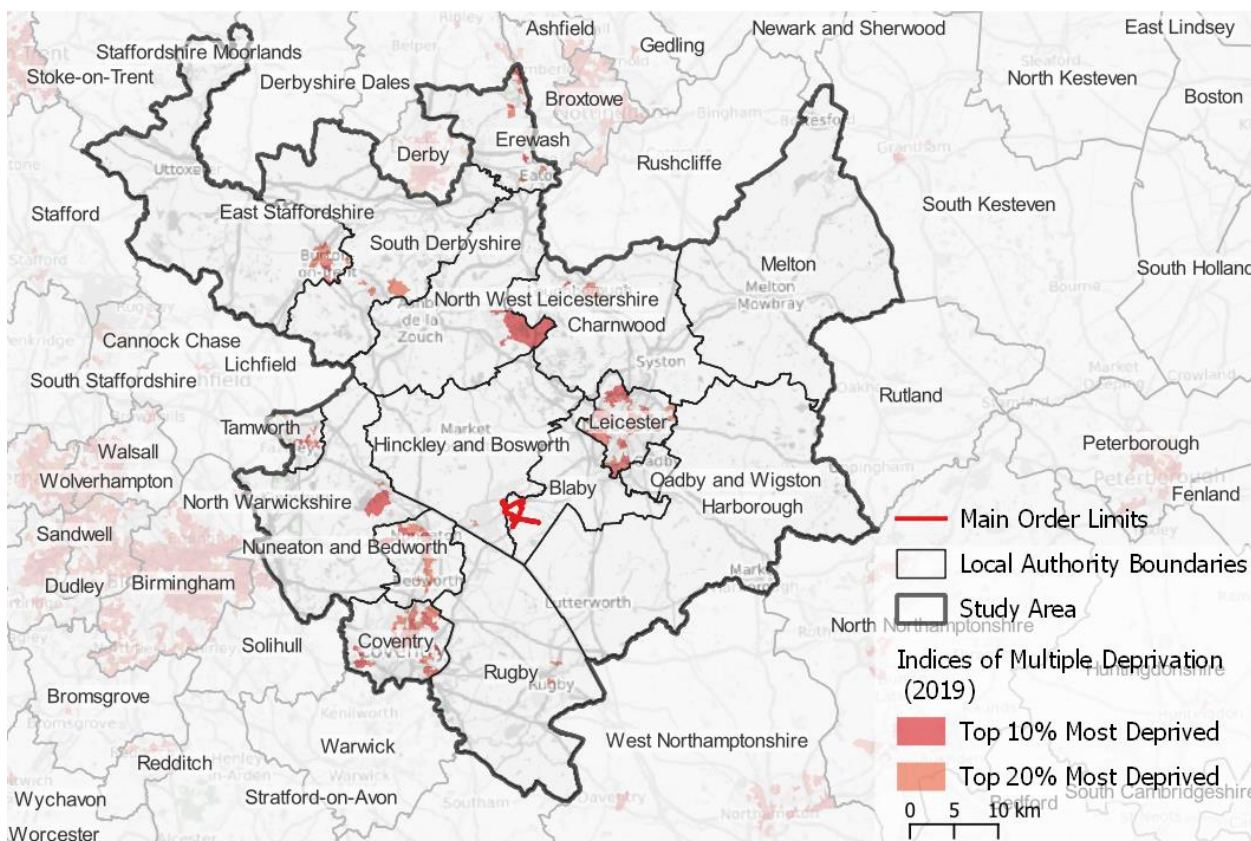 Ashfield
Newark and Sherwood
East Lindsey
Staffordshire Moorlands
Gedling
Stoke-on-Trent
Derbyshire Dales
North Kesteven
Broxtowe
Boston
Erewash
Derby
Rushcliffe
Uttoxeter
Grantham
Stafford
East Staffordshire
South Kesteven
South Derbyshire
Melton
South Holland
Melton
Mowbray
North West Leicestershire
Charnwood
de la
Zouch
Cannock Chase
Lichfield
Syston
South Staffordshire
Rutland
Leicester
Tamworth
Market
Hinckley and Bosworth
Peterborough
Walsall
Wolverhampton
Blaby
Oadby and Wigston
North Warwickshire
Harborough
Fenland
Sandwell
Nuneaton and Bedworth
Dudley
Birmingham
Lutterworth
Solihull
North Northamptonshire
Coventry
Rugby
Rugby
Huntingdonshire
Bromsgrove
Kenilworth
Warwick
West Northamptonshire
Redditch
Wychavon
Stratford-on-Avon
Southam
Daventry
South Cambridgeshire
Bedford
Worcester
Main Order Limits
Local Authority Boundaries
Study Area
Indices of Multiple Deprivation
(2019)
Top 10% Most Deprived
Top 20% Most Deprived
0 5 10 km